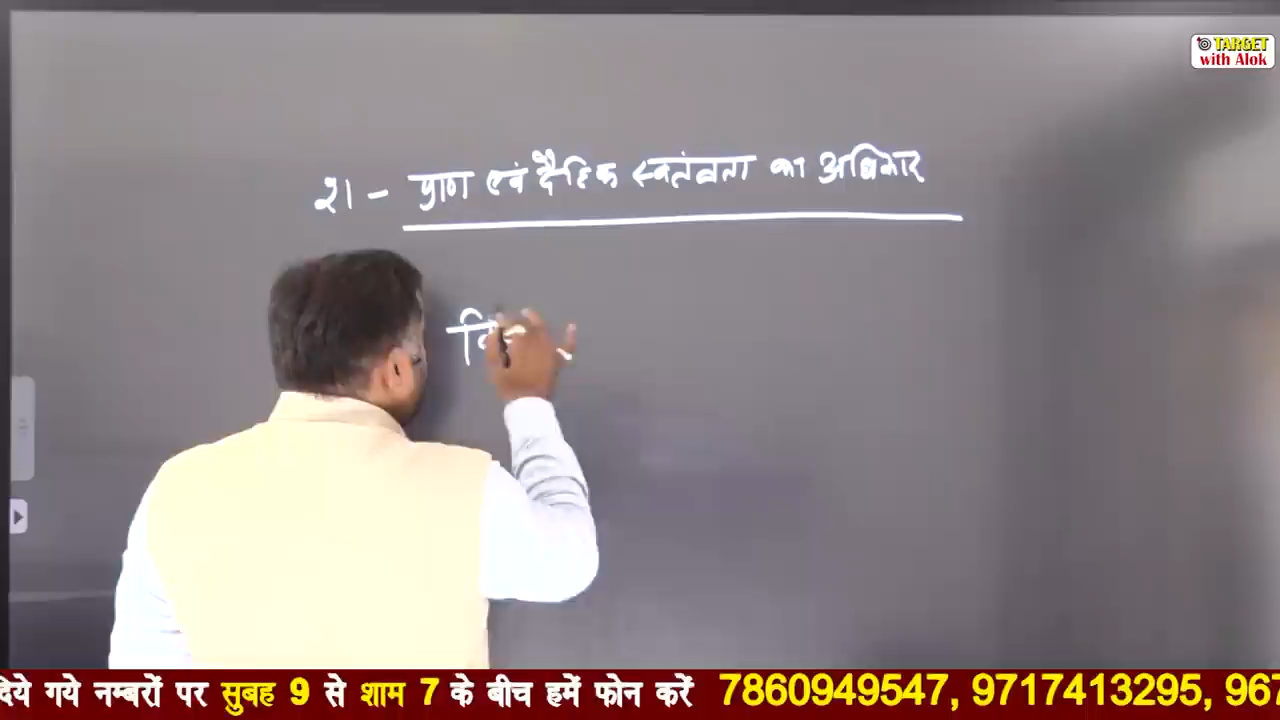 TARGET
with Alok
२१ - प्राण एवं दैहिक स्वतंत्रता का अधिकार
दिये गये नम्बरों पर सुबह 9 से शाम 7 के बीच हमें फोन करें 7860949547, 9717413295, 967